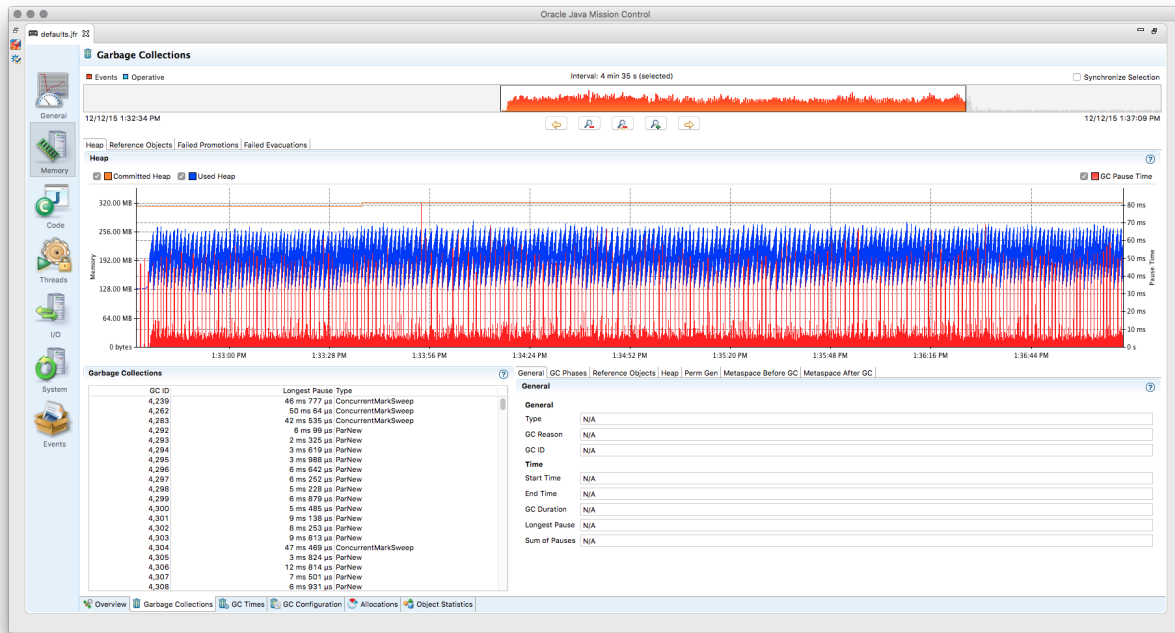 Oracle Java Mission Control
defaults.jfr
Garbage Collections
Events Operative
Interval: 4 min 35 s (selected)
Synchronize Selection
12/12/15 1:32:34 PM
12/12/15 1:37:09 PM
General
Memory
Code
Threads
I/O
System
Events
Heap Reference Objects Failed Promotions Failed Evacuations
Heap
Committed Heap Used Heap
GC Pause Time
320.00 MB
256.00 MB
192.00 MB
128.00 MB
64.00 MB
0 bytes
Memory
80 ms
70 ms
60 ms
50 ms
40 ms
30 ms
20 ms
10 ms
0 s
Pause Time
1:33:00 PM 1:33:28 PM 1:33:56 PM 1:34:24 PM 1:34:52 PM 1:35:20 PM 1:35:48 PM 1:36:16 PM 1:36:44 PM
Garbage Collections
GC ID Longest Pause Type
4,239 46 ms 777 µs ConcurrentMarkSweep
4,262 50 ms 64 µs ConcurrentMarkSweep
4,283 42 ms 535 µs ConcurrentMarkSweep
4,292 6 ms 99 µs ParNew
4,293 2 ms 325 µs ParNew
4,294 3 ms 619 µs ParNew
4,295 3 ms 988 µs ParNew
4,296 6 ms 642 µs ParNew
4,297 6 ms 252 µs ParNew
4,298 5 ms 228 µs ParNew
4,299 6 ms 879 µs ParNew
4,300 5 ms 485 µs ParNew
4,301 9 ms 138 µs ParNew
4,302 8 ms 253 µs ParNew
4,303 9 ms 813 µs ParNew
4,304 47 ms 469 µs ConcurrentMarkSweep
4,305 3 ms 824 µs ParNew
4,306 12 ms 814 µs ParNew
4,307 7 ms 501 µs ParNew
4,308 6 ms 931 µs ParNew
General GC Phases Reference Objects Heap Perm Gen Metaspace Before GC Metaspace After GC
General
General
Type N/A
GC Reason N/A
GC ID N/A
Time
Start Time N/A
End Time N/A
GC Duration N/A
Longest Pause N/A
Sum of Pauses N/A
Overview Garbage Collections GC Times GC Configuration Allocations Object Statistics